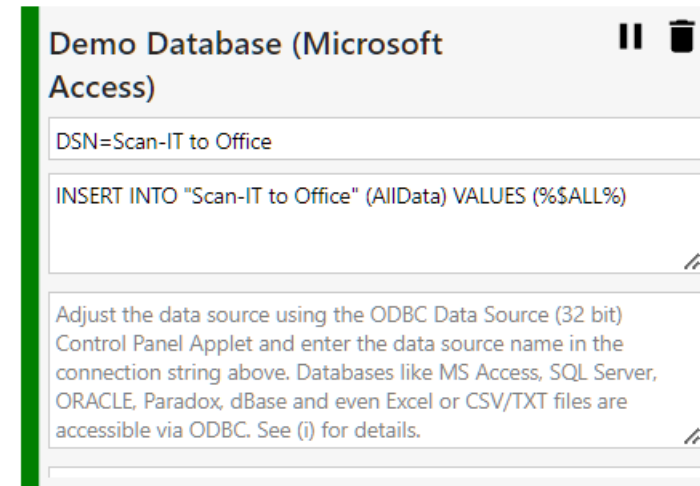 Demo Database (Microsoft
Access)
DSN=Scan-IT to Office
INSERT INTO "Scan-IT to Office" (AllData) VALUES (%$ALL%)
Adjust the data source using the ODBC Data Source (32 bit)
Control Panel Applet and enter the data source name in the
connection string above. Databases like MS Access, SQL Server,
ORACLE, Paradox, dBase and even Excel or CSV/TXT files are
accessible via ODBC. See (i) for details.